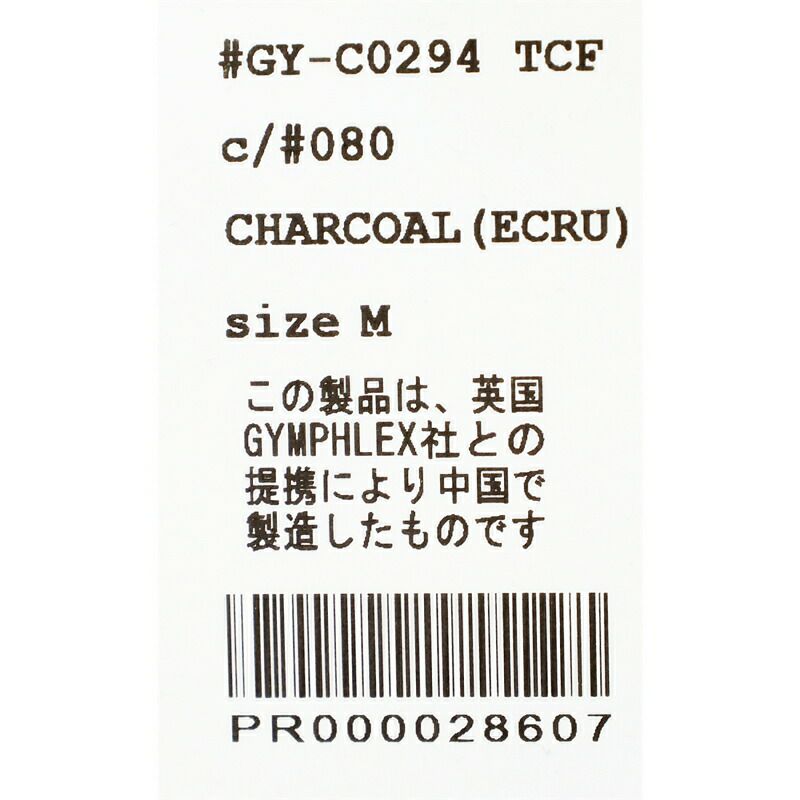 #GY-C0294 TCF
c/#080
CHARCOAL(ECRU)
size M
この製品は、英国
GYMPHLEX社との
提携により中国で
製造したものです
PR000028607